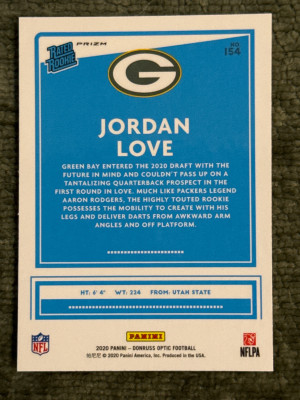 RATED
ROOKIE
PRIZM
NO
154
G
JORDAN
LOVE
GREEN BAY ENTERED THE 2020 DRAFT WITH THE
FUTURE IN MIND AND COULDN'T PASS UP ON A
TANTALIZING QUARTERBACK PROSPECT IN THE
FIRST ROUND IN LOVE. MUCH LIKE PACKERS LEGEND
AARON RODGERS, THE HIGHLY TOUTED ROOKIE
POSSESSES THE MOBILITY TO CREATE WITH HIS
LEGS AND DELIVER DARTS FROM AWKWARD ARM
ANGLES AND OFF PLATFORM.
HT: 6' 4" WT: 224 FROM: UTAH STATE
NFL
PANINI
NFLPA
2020 PANINI – DONRUSS OPTIC FOOTBALL
帕尼尼 © 2020 Panini America, Inc. Produced in the USA.